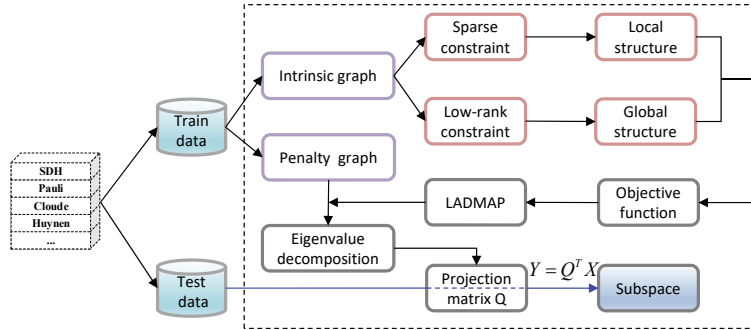 SDH
Pauli
Cloude
Huynen
...
Train
data
Test
data
Intrinsic graph
Penalty graph
Sparse
constraint
Low-rank
constraint
Local
structure
Global
structure
LADMAP
Objective
function
Eigenvalue
decomposition
Projection
matrix Q
Y = Q^T X
Subspace